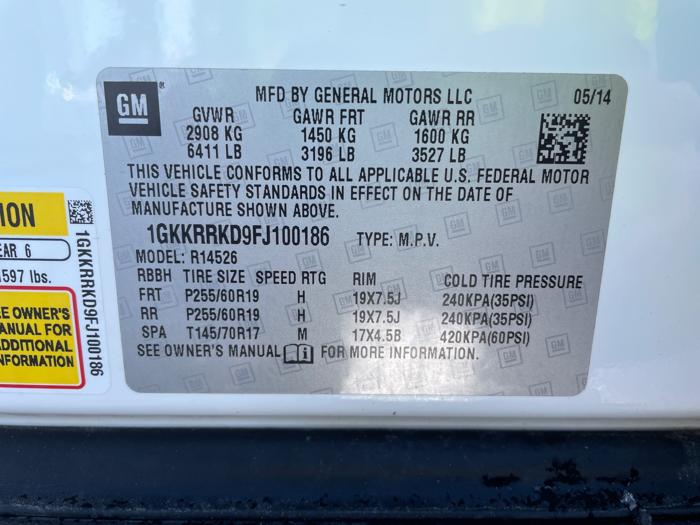 GM
MFD BY GENERAL MOTORS LLC 05/14
GVWR GAWR FRT GAWR RR
2908 KG 1450 KG 1600 KG
6411 LB 3196 LB 3527 LB
THIS VEHICLE CONFORMS TO ALL APPLICABLE U.S. FEDERAL MOTOR
VEHICLE SAFETY STANDARDS IN EFFECT ON THE DATE OF
MANUFACTURE SHOWN ABOVE.
1GKKRRKD9FJ100186 TYPE: M.P.V.
MODEL: R14526
RBBH TIRE SIZE SPEED RTG RIM COLD TIRE PRESSURE
FRT P255/60R19 H 19X7.5J 240KPA(35PSI)
RR P255/60R19 H 19X7.5J 240KPA(35PSI)
SPA T145/70R17 M 17X4.5B 420KPA(60PSI)
SEE OWNER'S MANUAL FOR MORE INFORMATION.
ION
EAR 6
597 lbs.
E OWNER'S
ANUAL FOR
ADDITIONAL
NFORMATION
1GKKRRKD9FJ100186